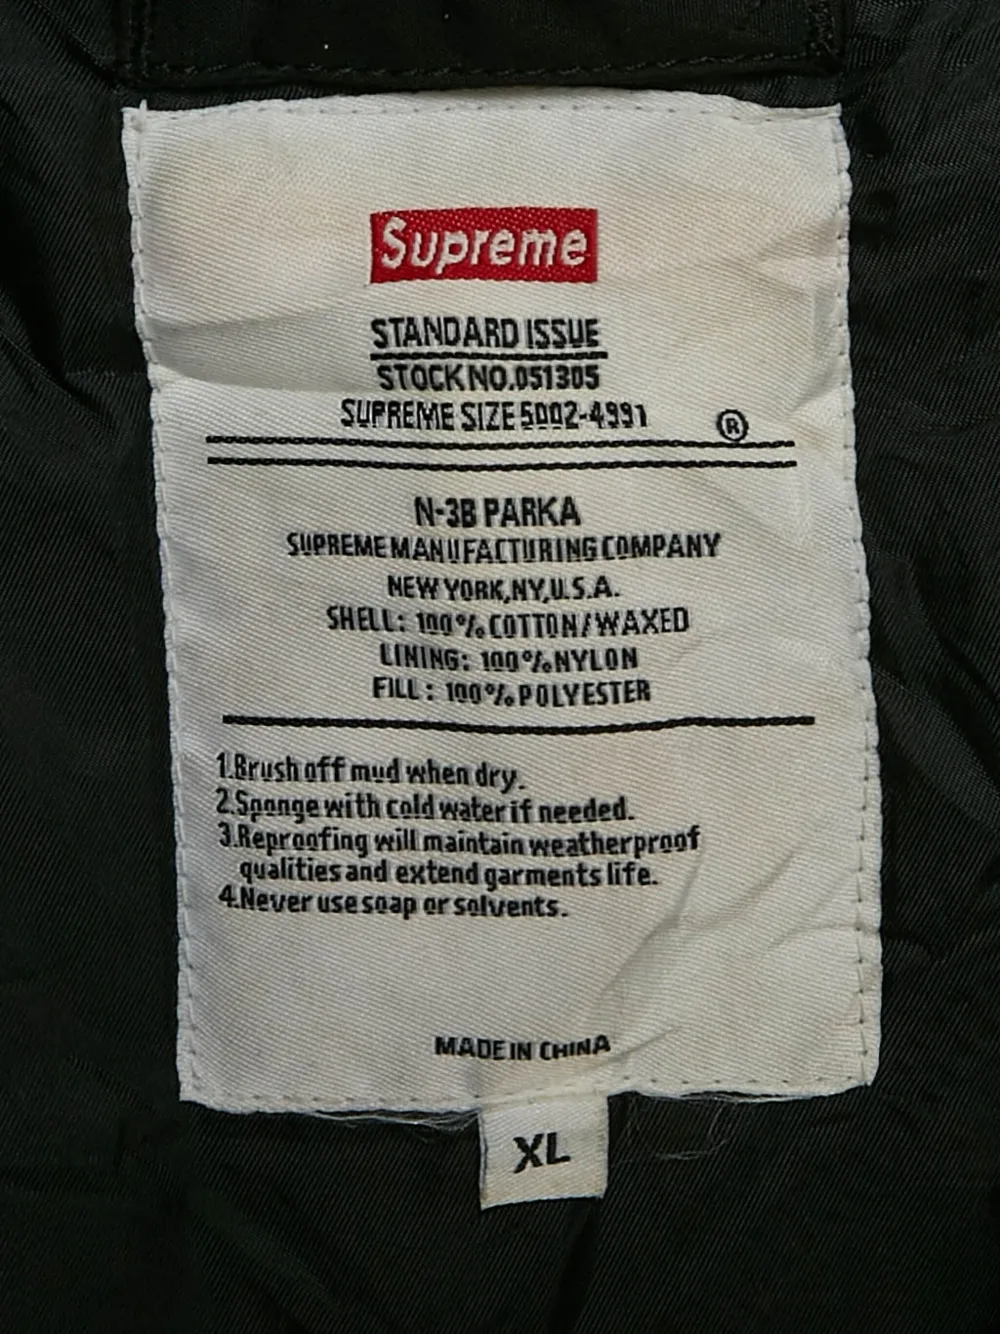 Supreme
STANDARD ISSUE
STOCK NO.051305
SUPREME SIZE 5002-4991
®
N-3B PARKA
SUPREME MANUFACTURING COMPANY
NEW YORK,NY,U.S.A.
SHELL: 100% COTTON/WAXED
LINING: 100% NYLON
FILL: 100% POLYESTER
1.Brush off mud when dry.
2.Sponge with cold water if needed.
3.Reproofing will maintain weatherproof
qualities and extend garments life.
4.Never use soap or solvents.
MADE IN CHINA
XL